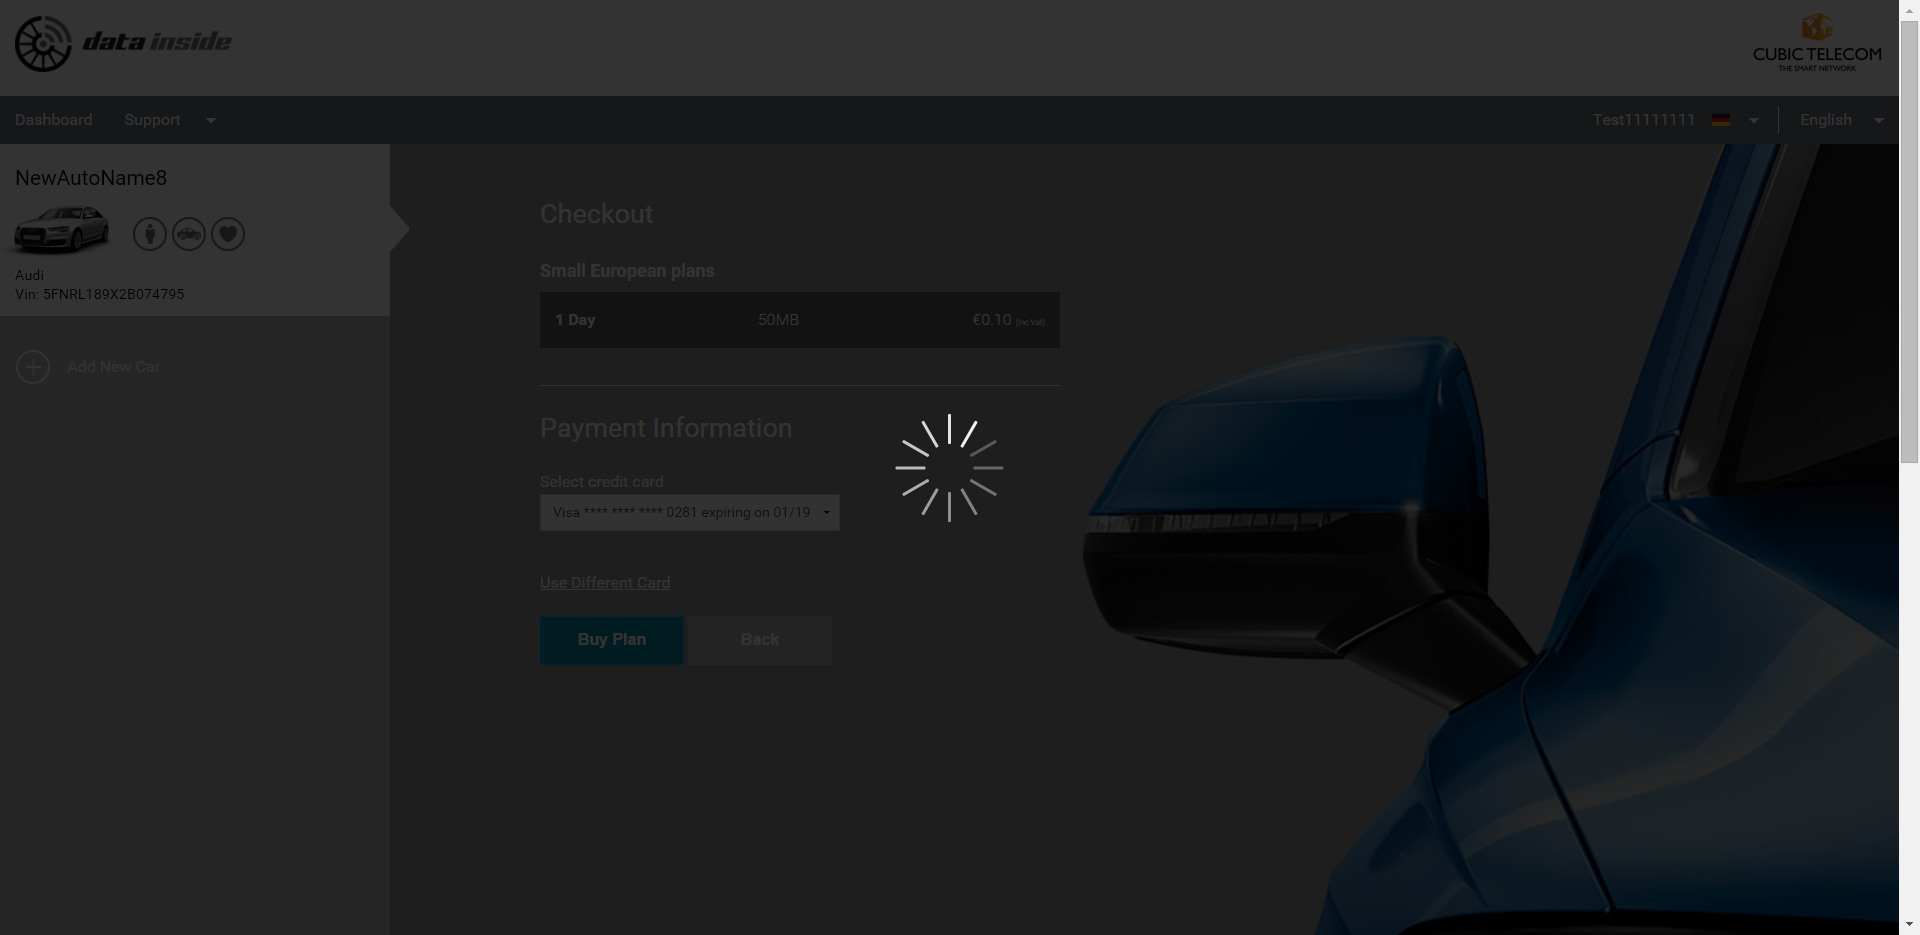 data inside
CUBIC TELECOM
THE SMART NETWORK
Dashboard
Support
Test11111111
English
NewAutoName8
Audi
Vin: 5FNRL189X2B074795
Add New Car
Checkout
Small European plans
1 Day 50MB €0.10 (Inc Vat)
Payment Information
Select credit card
Visa **** **** **** 0281 expiring on 01/19
Use Different Card
Buy Plan
Back